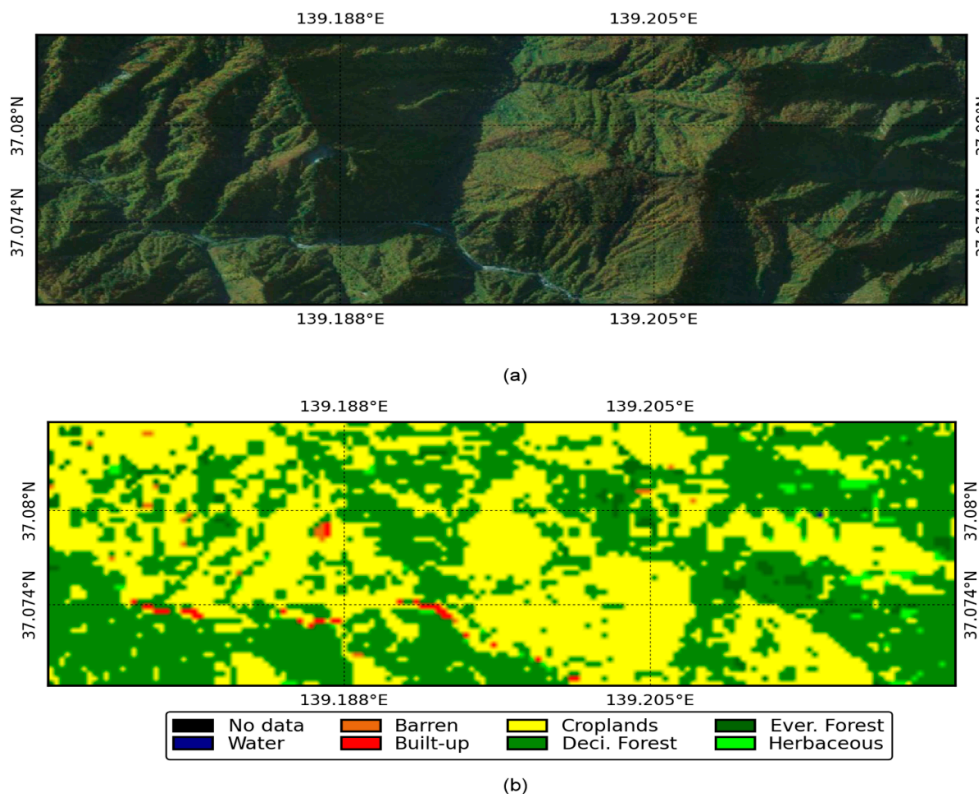 139.188°E 139.205°E
37.08°N
37.074°N
37.074°N
139.188°E 139.205°E
(a)
139.188°E 139.205°E
37.08°N 37.08°N
37.074°N 37.074°N
139.188°E 139.205°E
No data Barren Croplands Ever. Forest
Water Built-up Deci. Forest Herbaceous
(b)